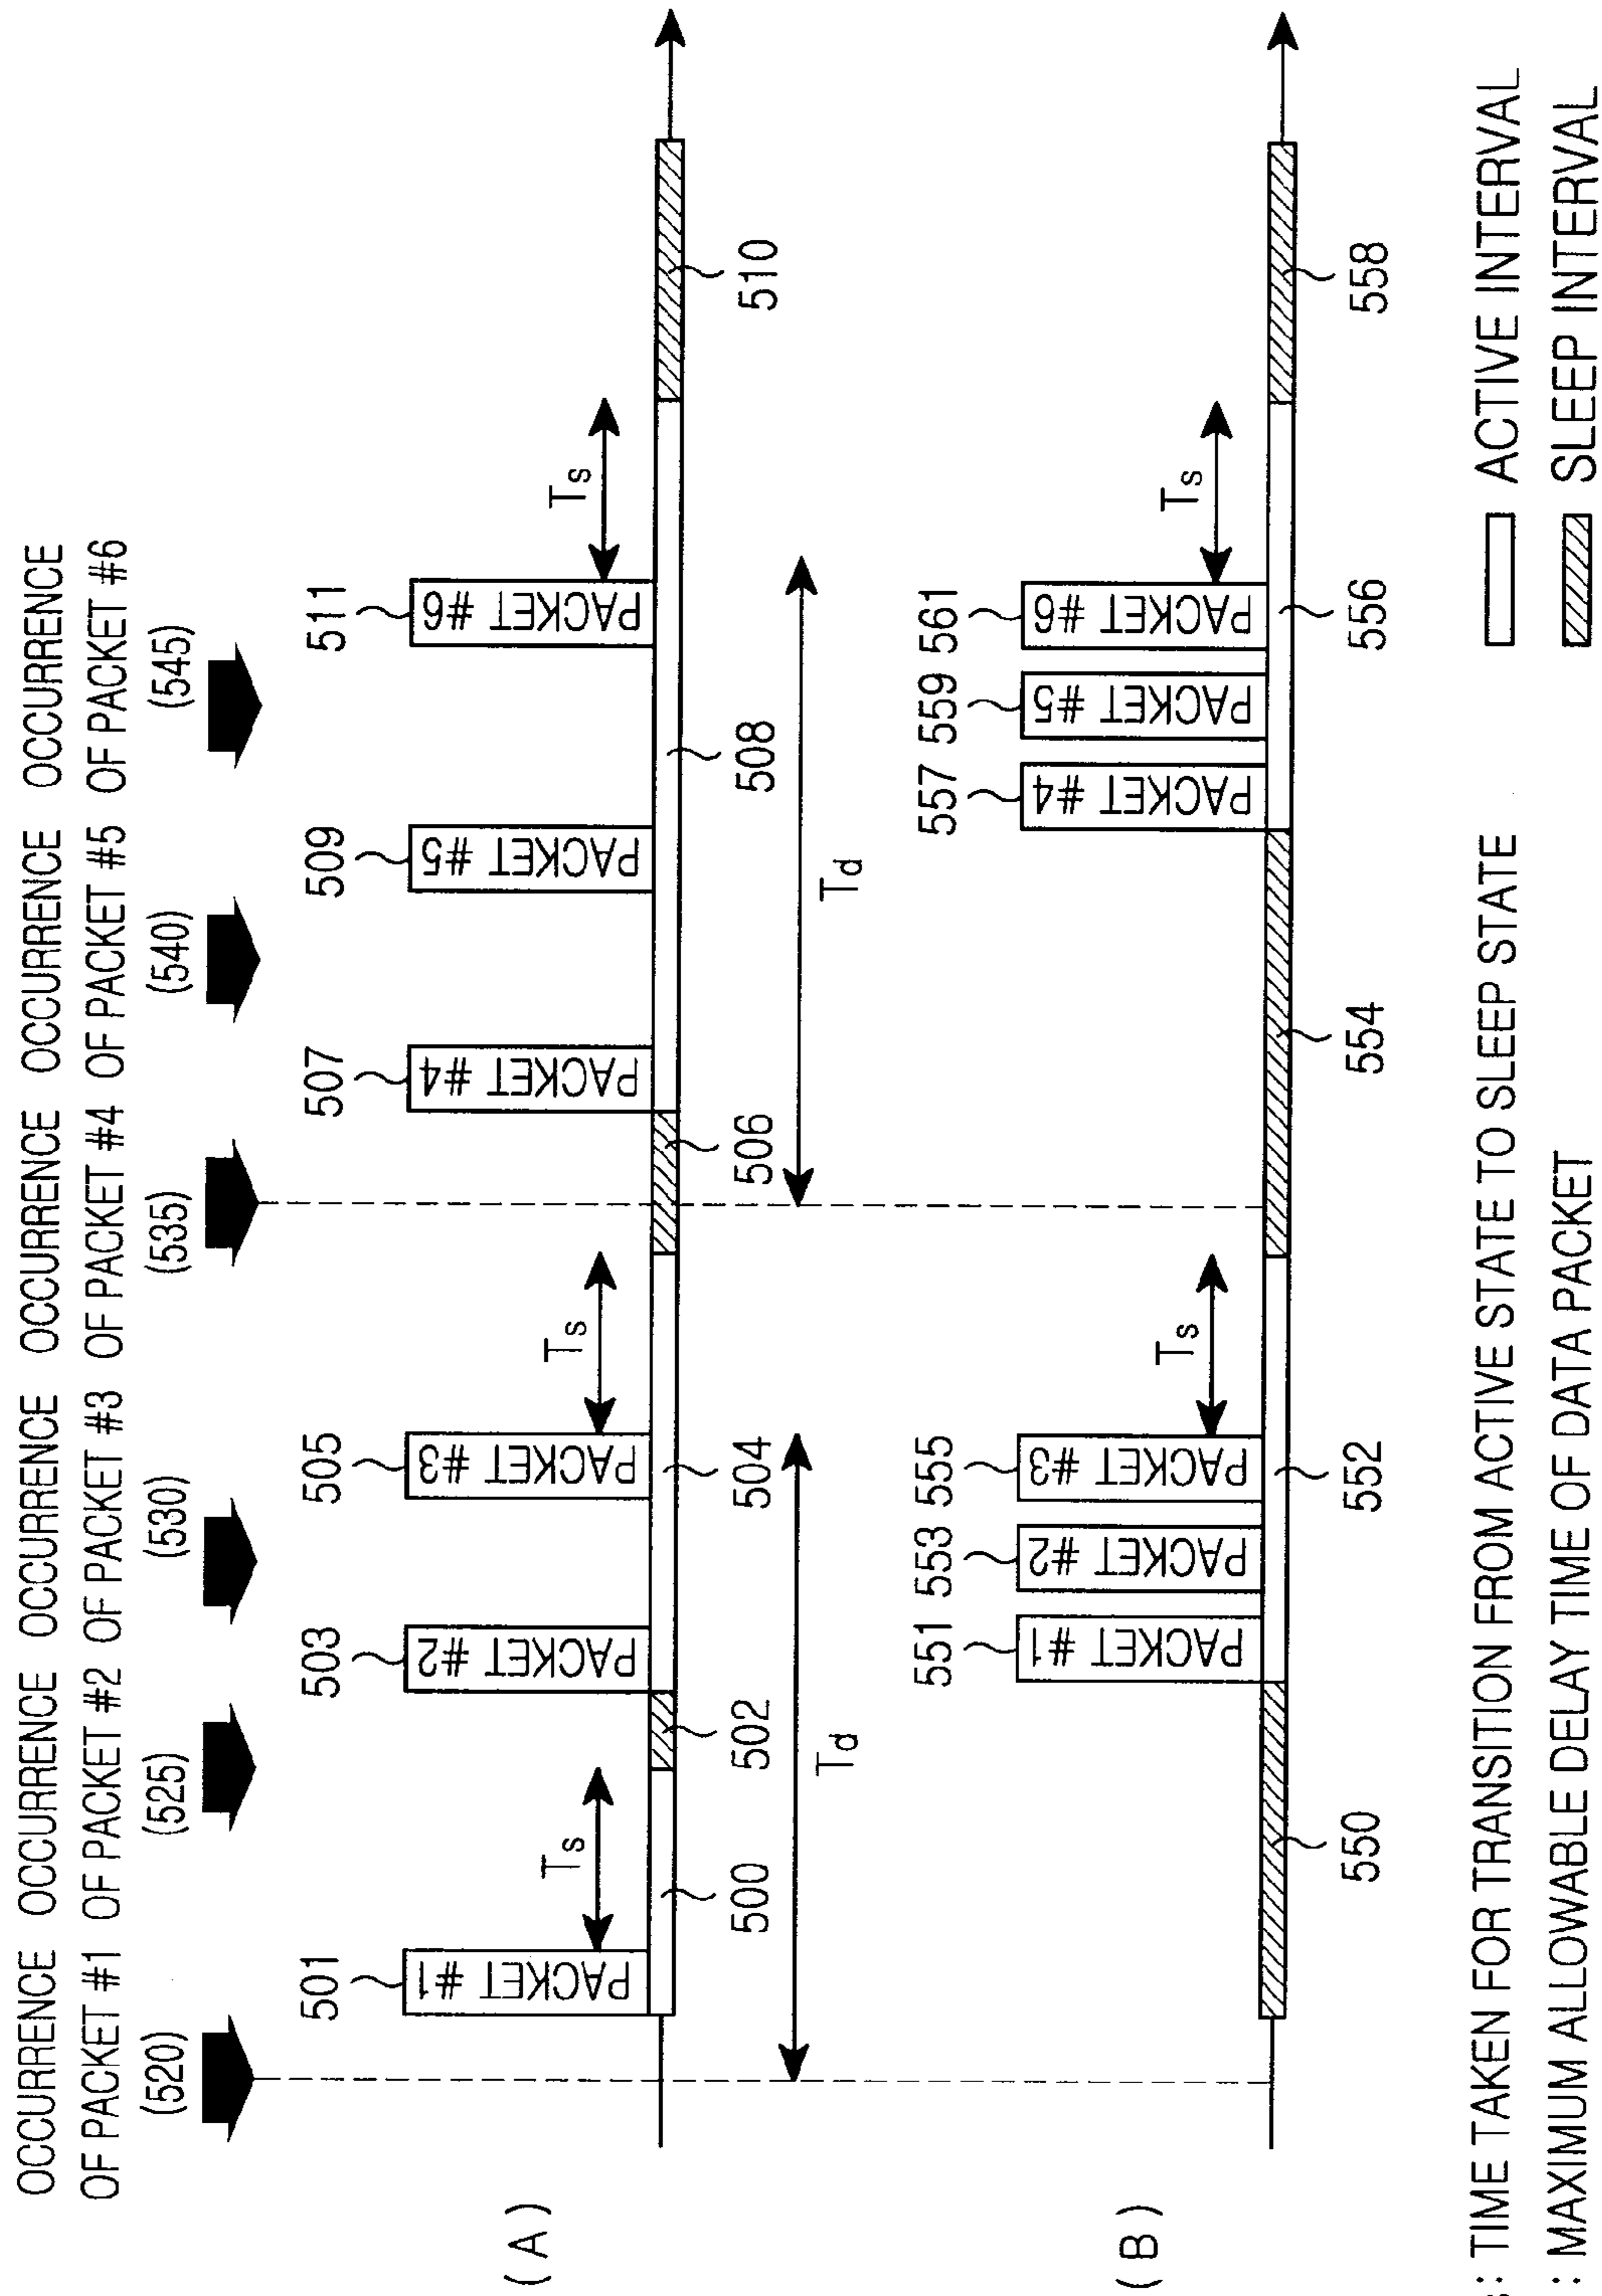 OCCURRENCE OCCURRENCE OCCURRENCE OCCURRENCE OCCURRENCE OCCURRENCE
OF PACKET #1 OF PACKET #2 OF PACKET #3 OF PACKET #4 OF PACKET #5 OF PACKET #6
(520) (525) (530) (535) (540) (545)
501 503 505 507 509 511
(A)
PACKET #1 PACKET #2 PACKET #3 PACKET #4 PACKET #5 PACKET #6
Ts Ts Ts
500 502 504 506 508 510
Td Td
551 553 555 557 559 561
(B)
PACKET #1 PACKET #2 PACKET #3 PACKET #4 PACKET #5 PACKET #6
Ts Ts
550 552 554 556 558
s: TIME TAKEN FOR TRANSITION FROM ACTIVE STATE TO SLEEP STATE
ACTIVE INTERVAL
: MAXIMUM ALLOWABLE DELAY TIME OF DATA PACKET
SLEEP INTERVAL